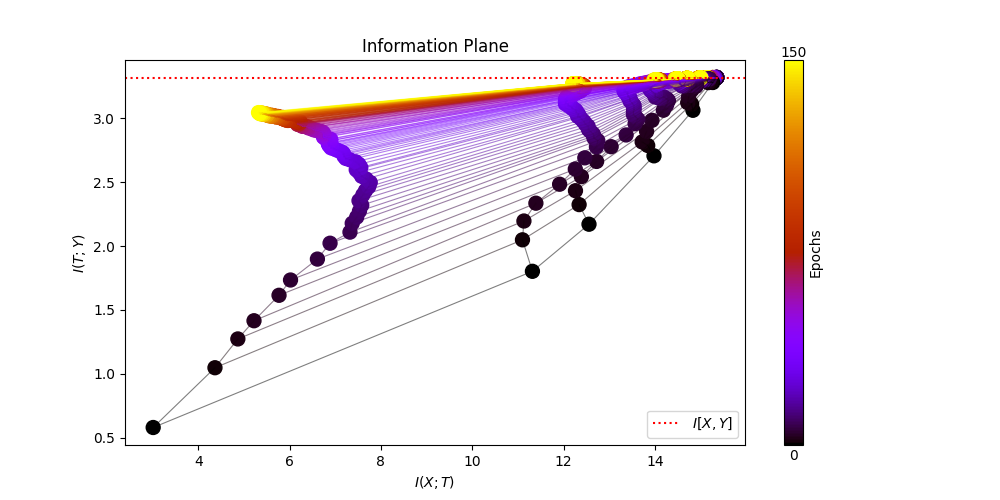 Information Plane
150
3.0
2.5
2.0
1.5
1.0
0.5
I(T; Y)
Epochs
I[X, Y]
0
4
6
8
10
12
14
I(X; T)